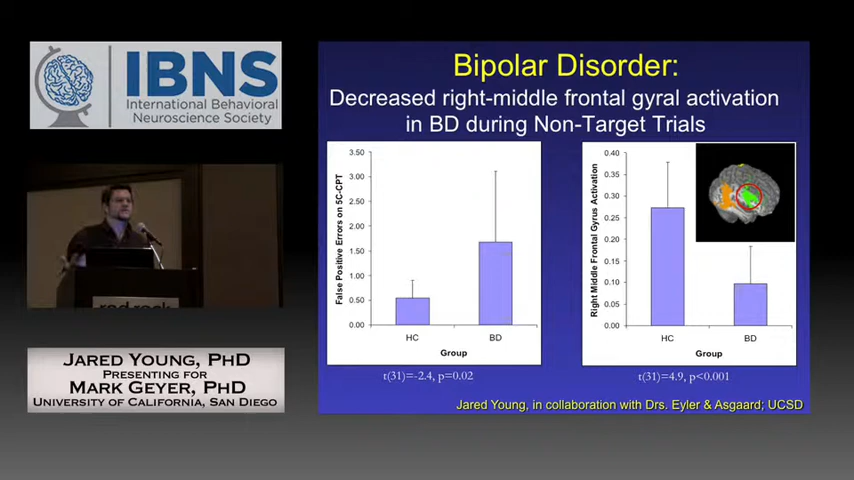 IBNS
International Behavioral
Neuroscience Society
red rock
JARED YOUNG, PHD
PRESENTING FOR
MARK GEYER, PHD
UNIVERSITY OF CALIFORNIA, SAN DIEGO
Bipolar Disorder:
Decreased right-middle frontal gyral activation
in BD during Non-Target Trials
False Positive Errors on 5C-CPT
3.50
3.00
2.50
2.00
1.50
1.00
0.50
0.00
HC BD
Group
t(31)=-2.4, p=0.02
Right Middle Frontal Gyrus Activation
0.40
0.35
0.30
0.25
0.20
0.15
0.10
0.05
0.00
HC BD
Group
t(31)=4.9, p<0.001
Jared Young, in collaboration with Drs. Eyler & Asgaard; UCSD